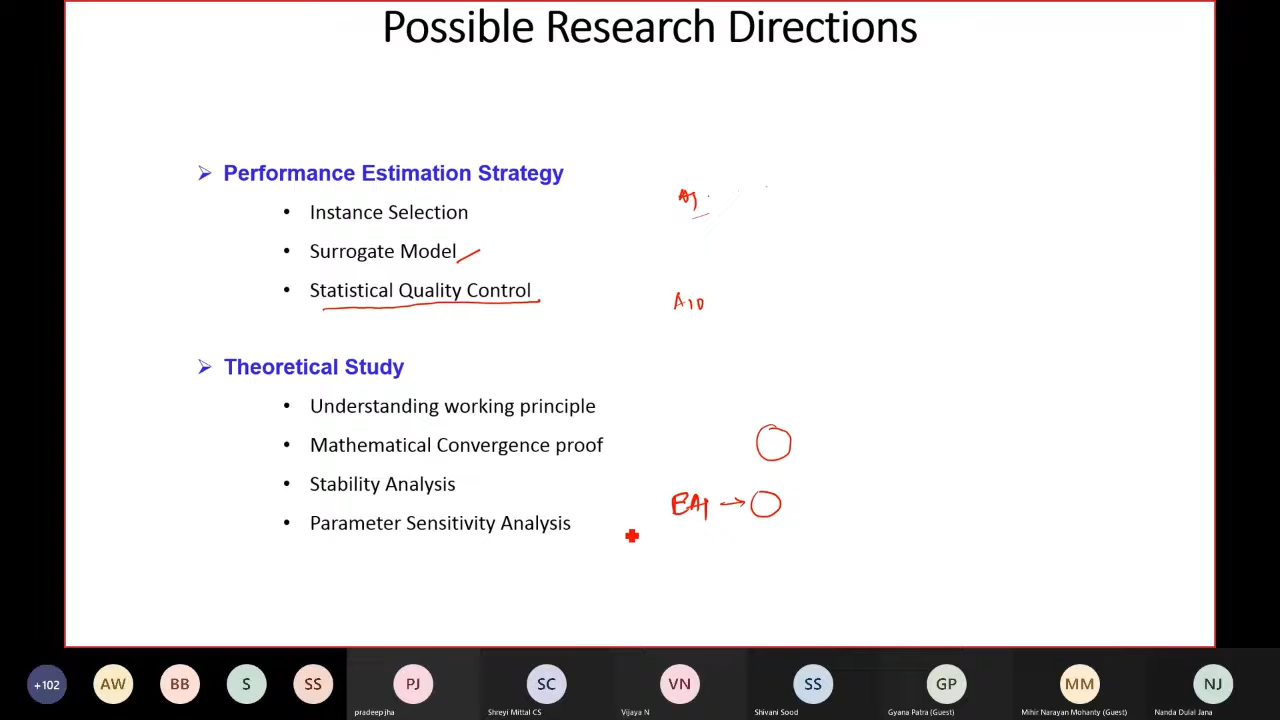 Possible Research Directions
Performance Estimation Strategy
Instance Selection
Surrogate Model
Statistical Quality Control
A10
Theoretical Study
Understanding working principle
Mathematical Convergence proof
Stability Analysis
EA1 →
Parameter Sensitivity Analysis
+102 AW BB S SS PJ SC VN SS GP MM NJ
pradeep jha Shreyi Mittal CS Vijaya N Shivani Sood Gyana Patra (Guest) Mihir Narayan Mohanty (Guest) Nanda Dulal Jana